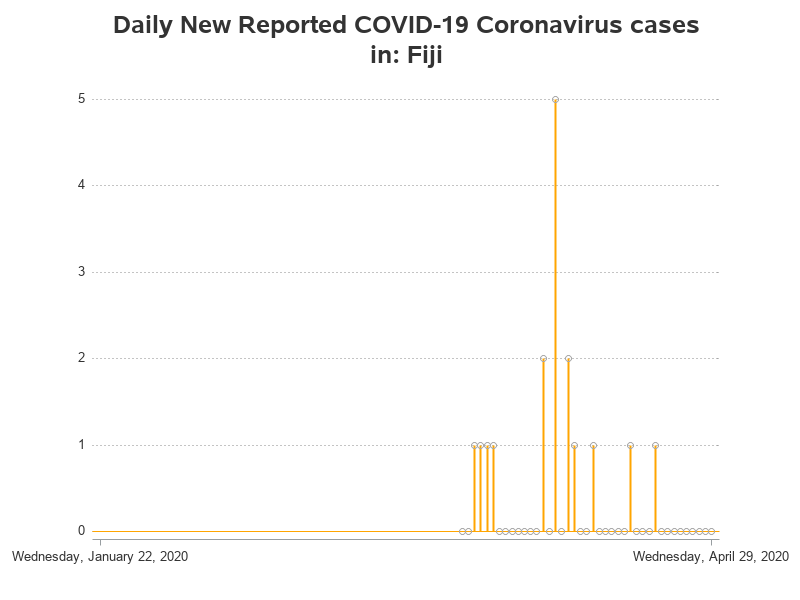 Daily New Reported COVID-19 Coronavirus cases
in: Fiji
5
4
3
2
1
0
Wednesday, January 22, 2020 Wednesday, April 29, 2020